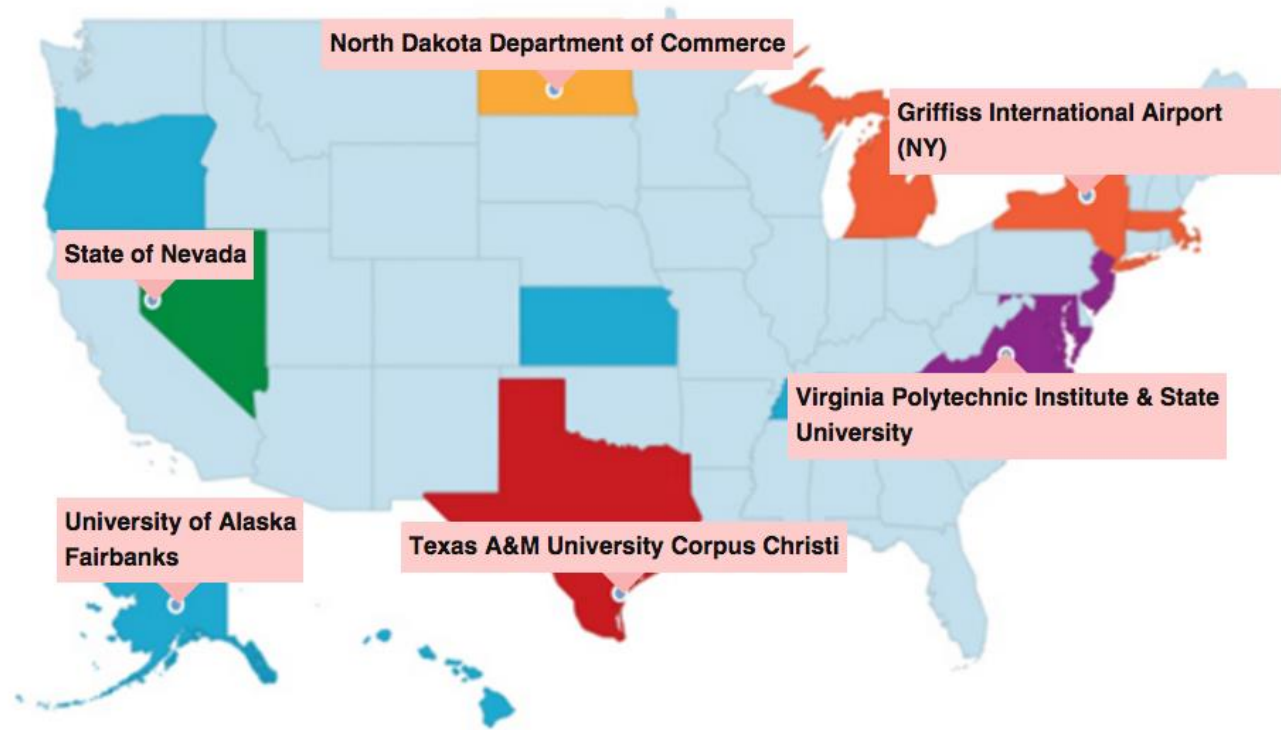 North Dakota Department of Commerce
Griffiss International Airport
(NY)
State of Nevada
Virginia Polytechnic Institute & State
University
University of Alaska
Fairbanks
Texas A&M University Corpus Christi